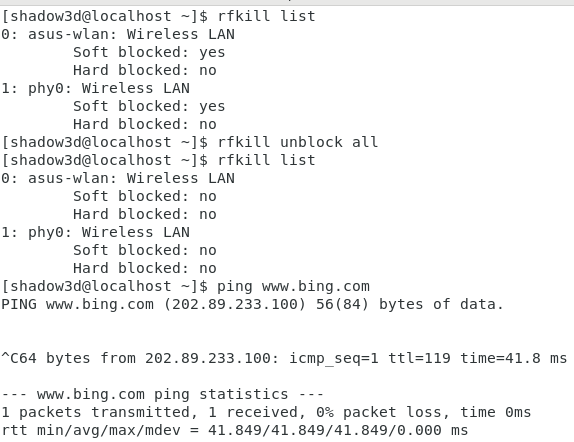 [shadow3d@localhost ~]$ rfkill list
0: asus-wlan: Wireless LAN
        Soft blocked: yes
        Hard blocked: no
1: phy0: Wireless LAN
        Soft blocked: yes
        Hard blocked: no
[shadow3d@localhost ~]$ rfkill unblock all
[shadow3d@localhost ~]$ rfkill list
0: asus-wlan: Wireless LAN
        Soft blocked: no
        Hard blocked: no
1: phy0: Wireless LAN
        Soft blocked: no
        Hard blocked: no
[shadow3d@localhost ~]$ ping www.bing.com
PING www.bing.com (202.89.233.100) 56(84) bytes of data.
^C64 bytes from 202.89.233.100: icmp_seq=1 ttl=119 time=41.8 ms
--- www.bing.com ping statistics ---
1 packets transmitted, 1 received, 0% packet loss, time 0ms
rtt min/avg/max/mdev = 41.849/41.849/41.849/0.000 ms